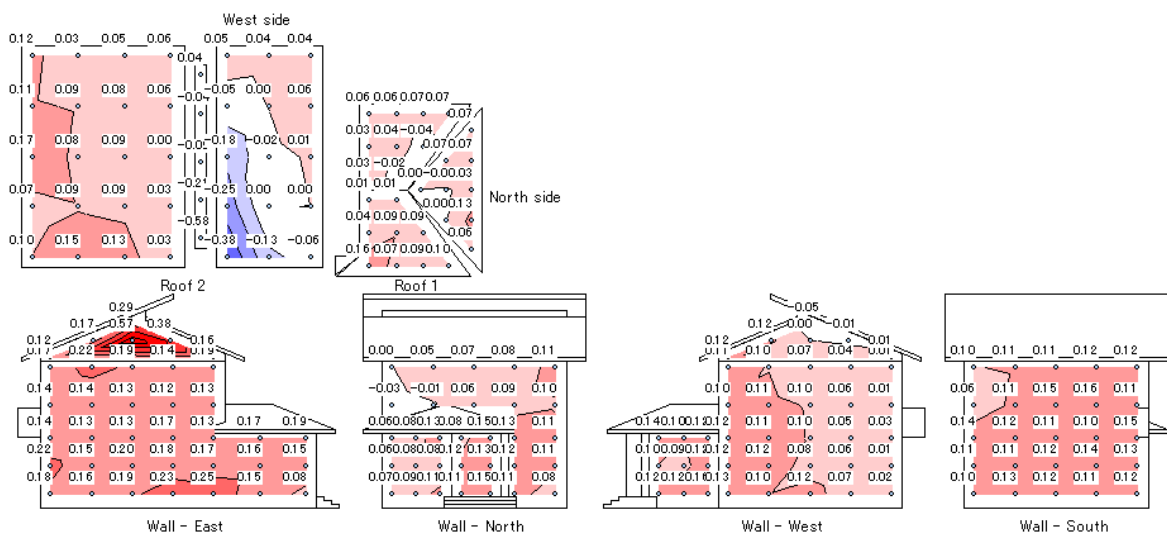 West side
0.12 0.03 0.05 0.06 0.05 0.04 0.04
0.04
0.11 0.09 0.08 0.06 -0.05 0.00 0.06
0.17 0.08 0.09 0.00 -0.18 -0.02 0.01
0.07 0.09 0.09 0.03 -0.25 0.00 0.00
-0.58
0.10 0.15 0.13 0.03 -0.38 -0.13 -0.06
0.06 0.06 0.07 0.07
0.07
0.03 0.04 -0.04
0.07 0.07
0.03 -0.02
0.00 -0.00 0.03
0.01 0.01
0.00 0.13
0.04 0.09 0.09
0.06
0.16 0.07 0.09 0.10
North side
Roof 2
Roof 1
0.29
0.17 0.57 0.38
0.12 0.16
0.17 0.22 0.19 0.14 0.19
0.14 0.14 0.13 0.12 0.13
0.14 0.13 0.13 0.17 0.13 0.17 0.19
0.22 0.15 0.20 0.18 0.17 0.16 0.15
0.18 0.16 0.19 0.23 0.25 0.15 0.08
Wall - East
0.00 0.05 0.07 0.08 0.11
-0.03 -0.01 0.06 0.09 0.10
0.06 0.08 0.13 0.08 0.15 0.13 0.11
0.06 0.08 0.08 0.12 0.13 0.12 0.11
0.07 0.09 0.10 0.11 0.12 0.11 0.08
Wall - North
-0.05
0.12 0.00 -0.01
0.12 0.01
0.11 0.10 0.07 0.04
0.10 0.11 0.10 0.06 0.01
0.14 0.10 0.12 0.10 0.12 0.10 0.05 0.03
0.10 0.09 0.12 0.10 0.12 0.08 0.06 0.06
0.12 0.12 0.16 0.13 0.10 0.12 0.07 0.02
Wall - West
0.10 0.11 0.11 0.12 0.12
0.06 0.11 0.15 0.16 0.11
0.14 0.12 0.11 0.12 0.15
0.10 0.11 0.12 0.14 0.13
0.10 0.13 0.12 0.11 0.11
Wall - South